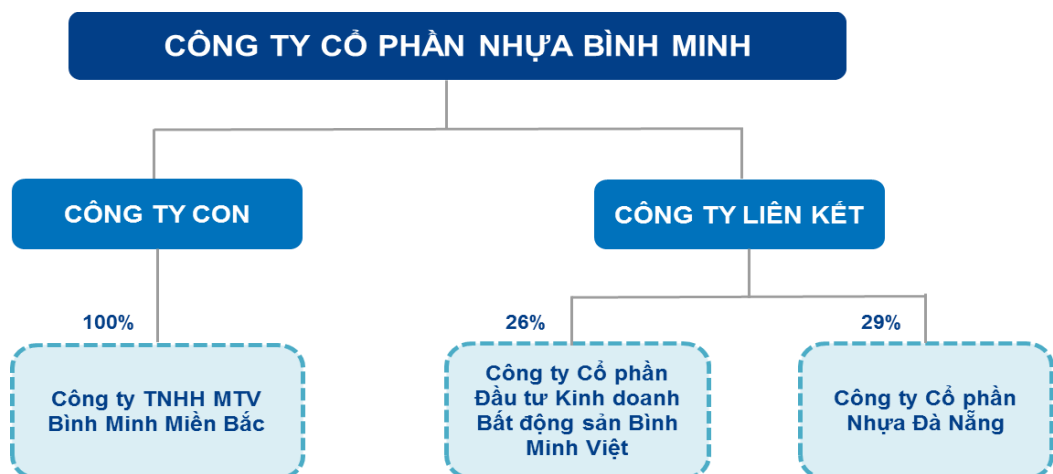 CÔNG TY CỔ PHẦN NHỰA BÌNH MINH
CÔNG TY CON
CÔNG TY LIÊN KẾT
100%
26%
29%
Công ty TNHH MTV
Bình Minh Miền Bắc
Công ty Cổ phần
Đầu tư Kinh doanh
Bất động sản Bình
Minh Việt
Công ty Cổ phần
Nhựa Đà Nẵng